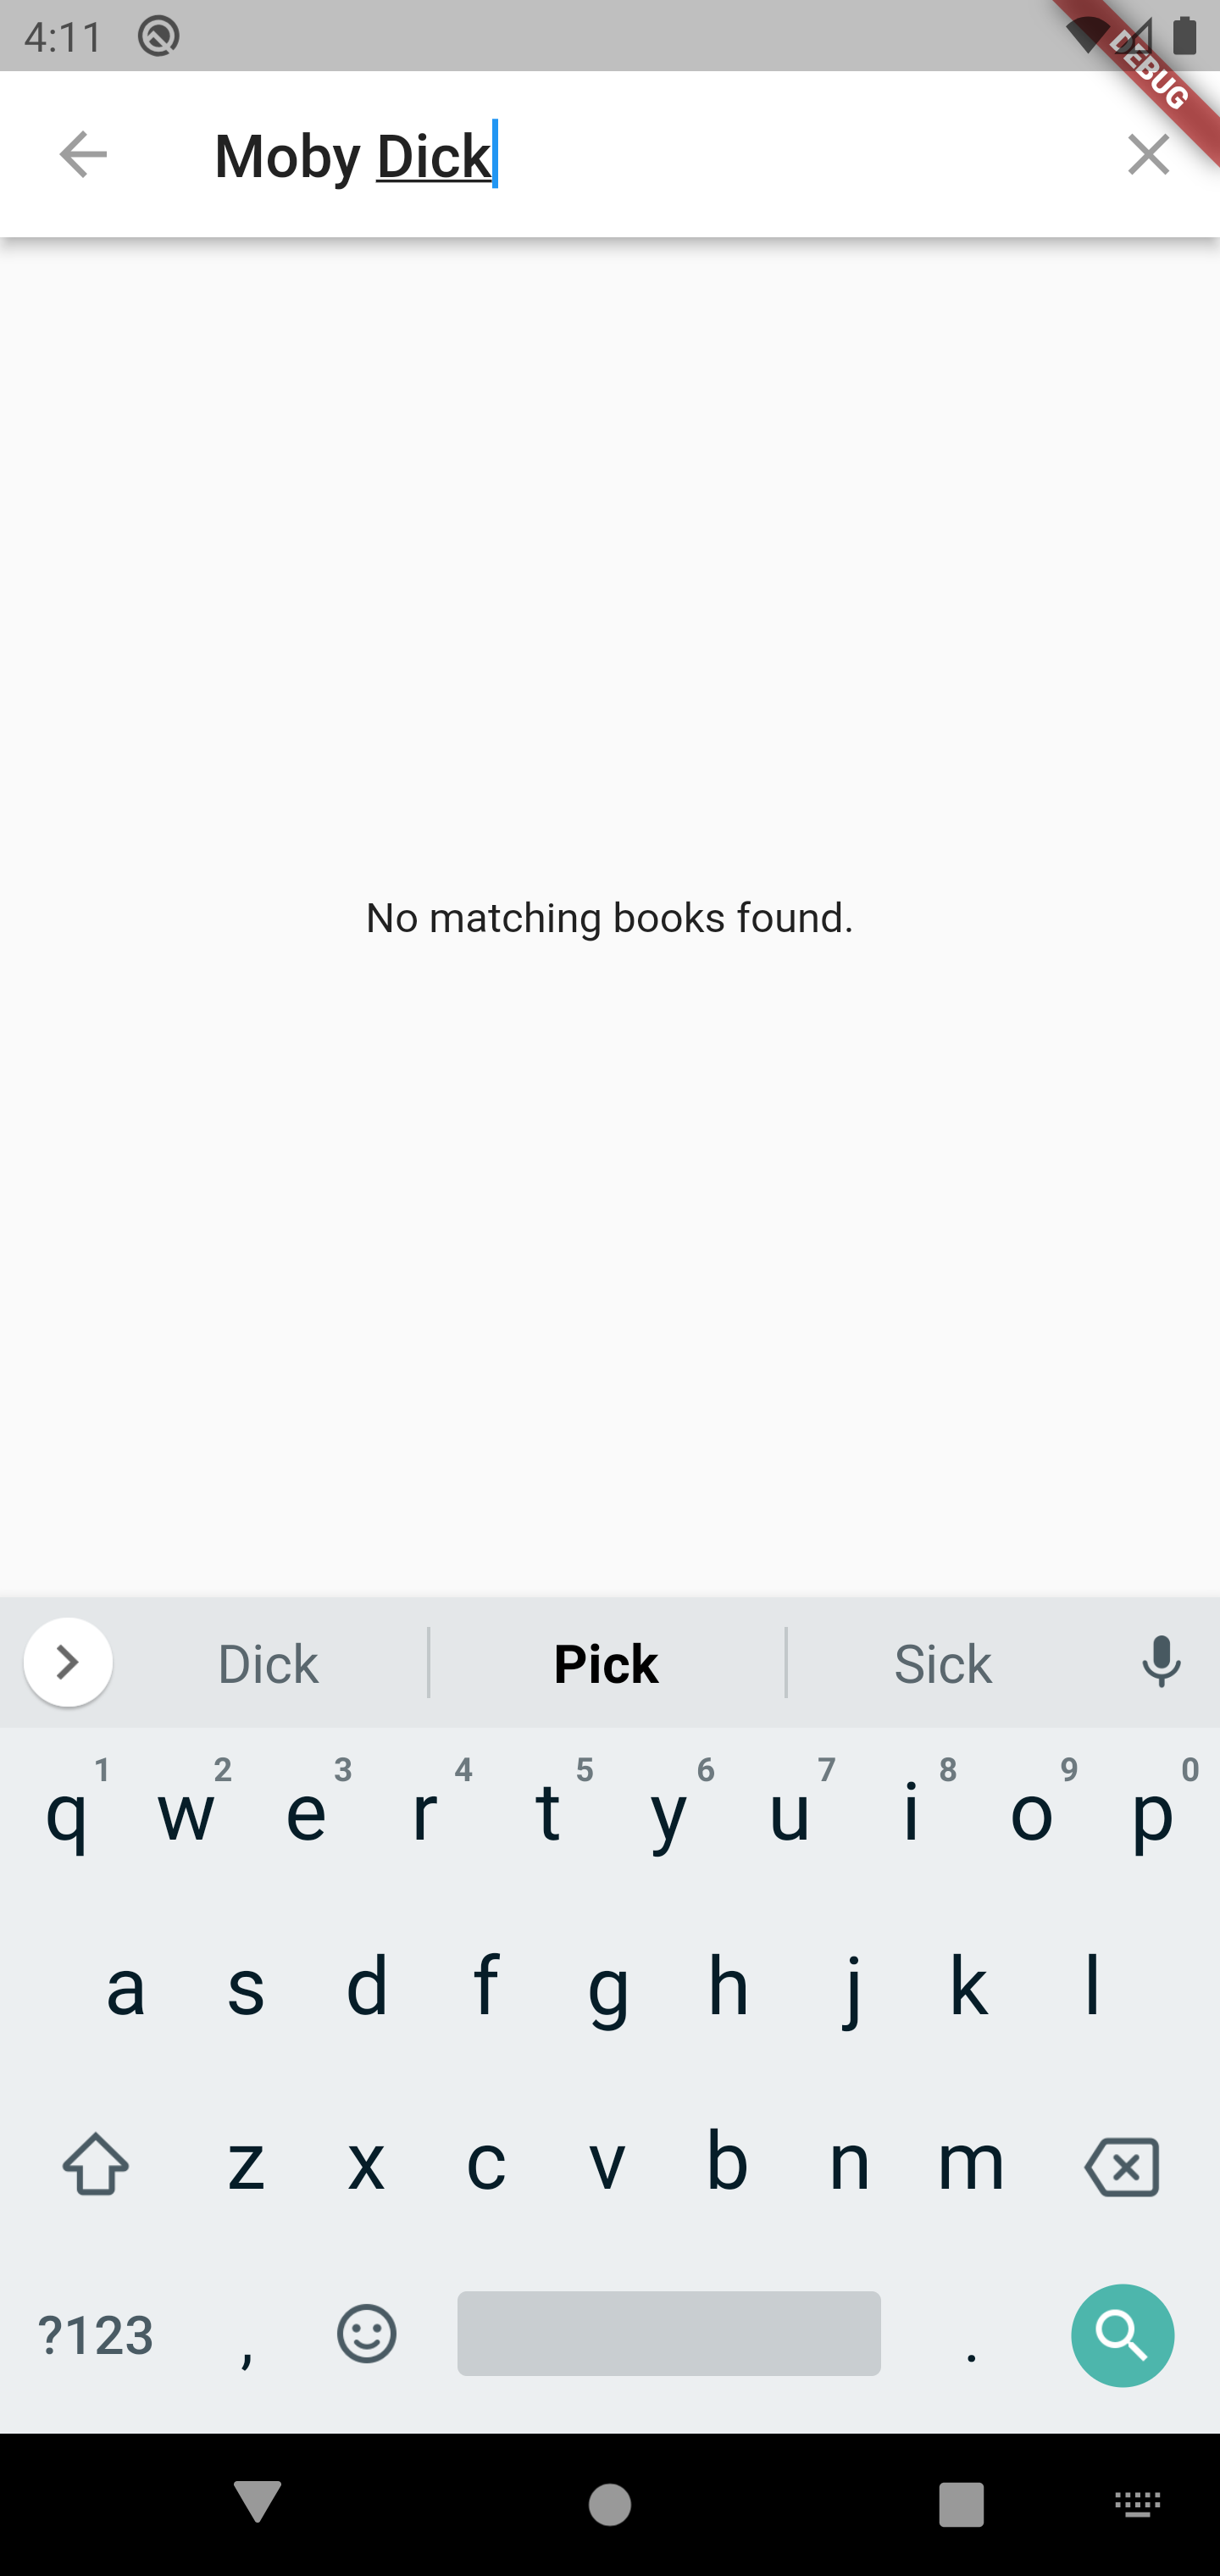 4:11
DEBUG
Moby Dick
No matching books found.
Dick Pick Sick
1 2 3 4 5 6 7 8 9 0
q w e r t y u i o p
a s d f g h j k l
z x c v b n m
?123 , .